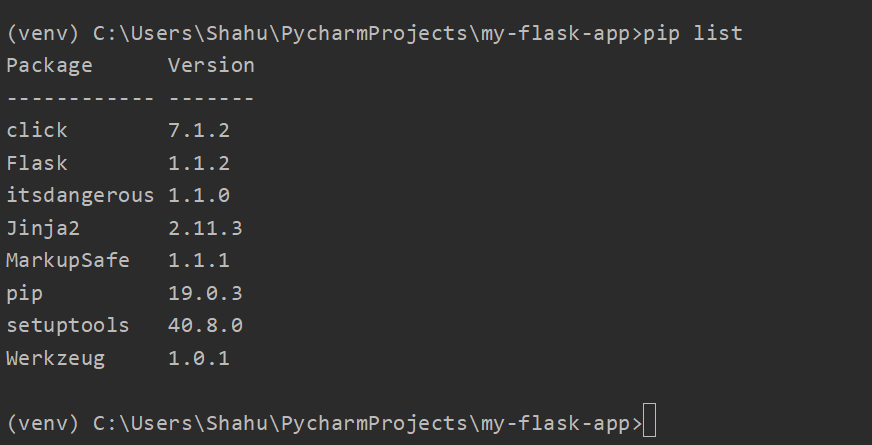 (venv) C:\Users\Shahu\PycharmProjects\my-flask-app>pip list
Package      Version
------------ -------
click        7.1.2
Flask        1.1.2
itsdangerous 1.1.0
Jinja2       2.11.3
MarkupSafe   1.1.1
pip          19.0.3
setuptools   40.8.0
Werkzeug     1.0.1
(venv) C:\Users\Shahu\PycharmProjects\my-flask-app>